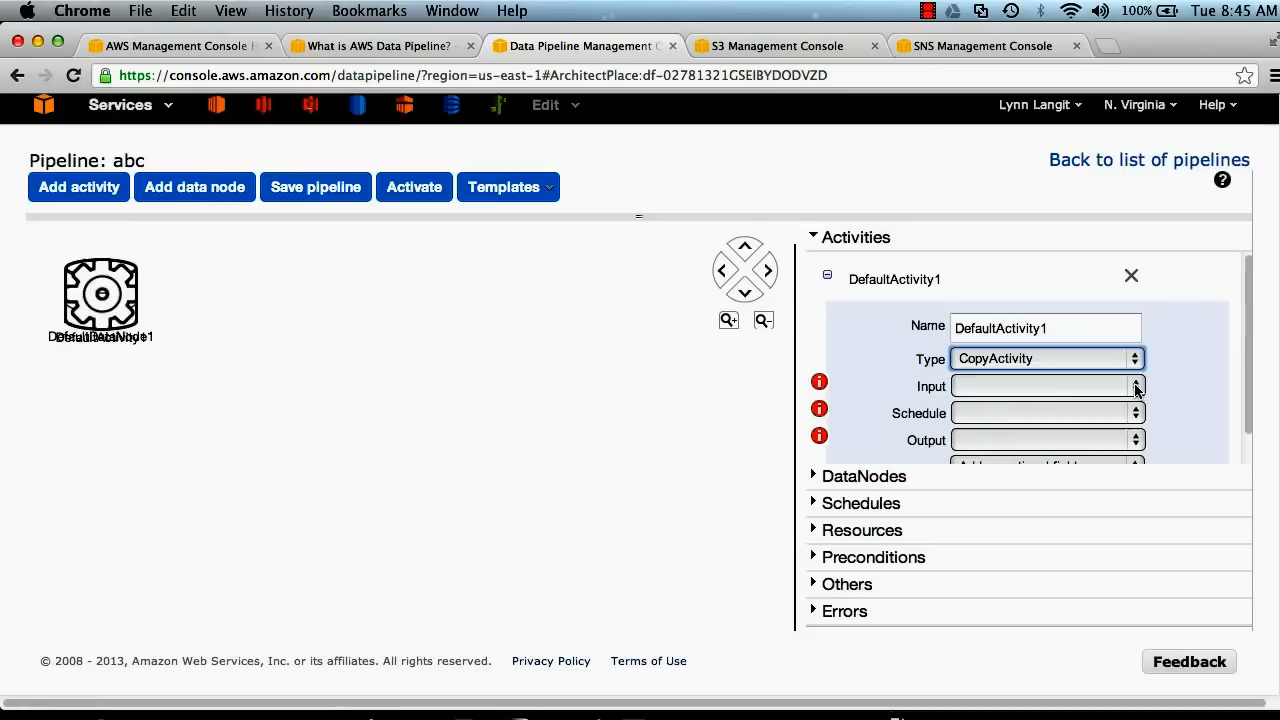 Chrome File Edit View History Bookmarks Window Help 100% Tue 8:45 AM
AWS Management Console H What is AWS Data Pipeline? - Data Pipeline Management C S3 Management Console SNS Management Console
https://console.aws.amazon.com/datapipeline/?region=us-east-1#ArchitectPlace:df-02781321GSEIBYDODVZD
Services Edit Lynn Langit N. Virginia Help
Pipeline: abc Back to list of pipelines
Add activity Add data node Save pipeline Activate Templates ?
Activities
DefaultActivity1
Name DefaultActivity1
Type CopyActivity
Input
Schedule
Output
DataNodes
Schedules
Resources
Preconditions
Others
Errors
© 2008 - 2013, Amazon Web Services, Inc. or its affiliates. All rights reserved. Privacy Policy Terms of Use Feedback